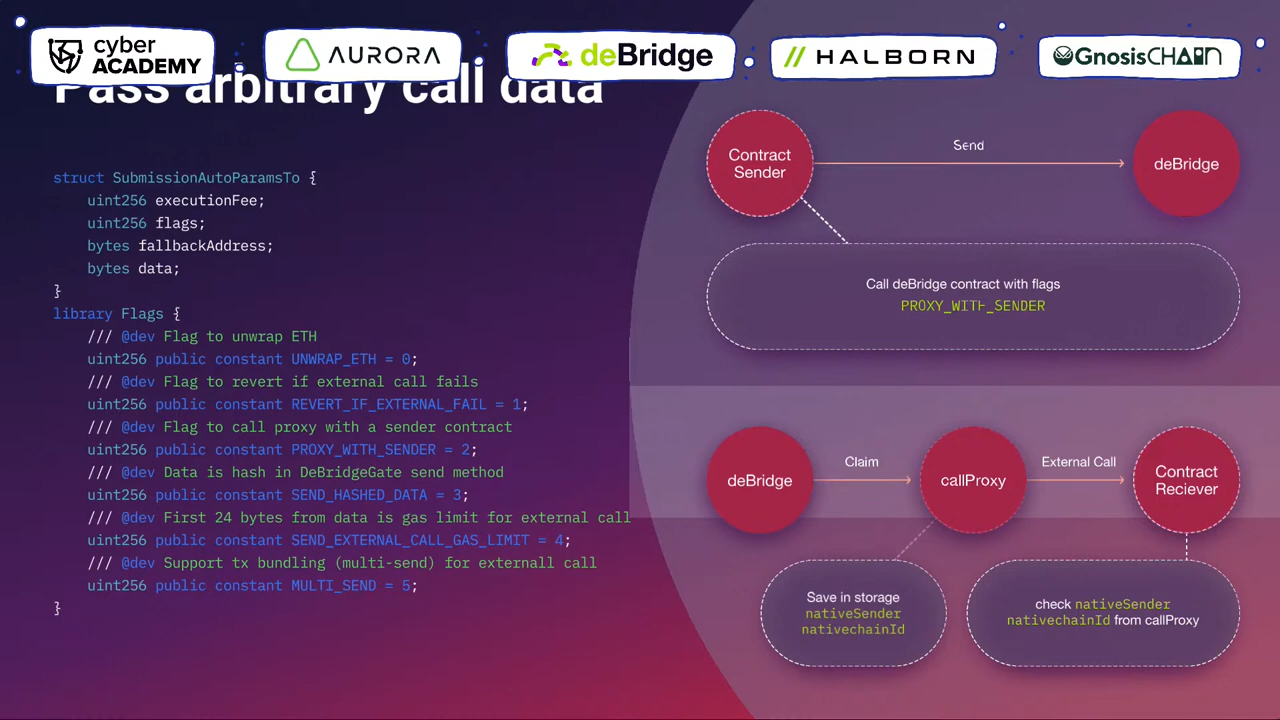 cyber
ACADEMY
AURORA
deBridge
HALBORN
GnosisCHAIN
Pass arbitrary call data
struct SubmissionAutoParamsTo {
uint256 executionFee;
uint256 flags;
bytes fallbackAddress;
bytes data;
}
library Flags {
/// @dev Flag to unwrap ETH
uint256 public constant UNWRAP_ETH = 0;
/// @dev Flag to revert if external call fails
uint256 public constant REVERT_IF_EXTERNAL_FAIL = 1;
/// @dev Flag to call proxy with a sender contract
uint256 public constant PROXY_WITH_SENDER = 2;
/// @dev Data is hash in DeBridgeGate send method
uint256 public constant SEND_HASHED_DATA = 3;
/// @dev First 24 bytes from data is gas limit for external call
uint256 public constant SEND_EXTERNAL_CALL_GAS_LIMIT = 4;
/// @dev Support tx bundling (multi-send) for externall call
uint256 public constant MULTI_SEND = 5;
}
Contract
Sender
Send
deBridge
Call deBridge contract with flags
PROXY_WITH_SENDER
deBridge
Claim
callProxy
External Call
Contract
Reciever
Save in storage
nativeSender
nativechainId
check nativeSender
nativechainId from callProxy